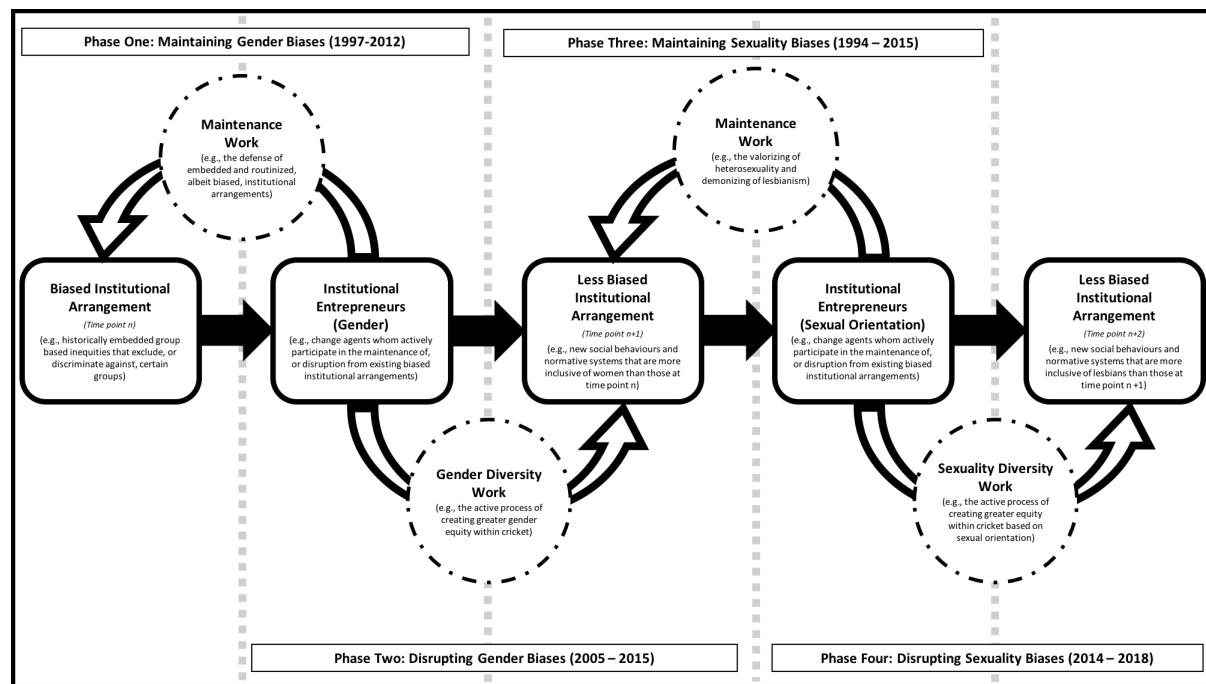 Phase One: Maintaining Gender Biases (1997-2012)
Phase Three: Maintaining Sexuality Biases (1994 – 2015)
Maintenance
Work
(e.g., the defense of
embedded and routinized,
albeit biased, institutional
arrangements)
Maintenance
Work
(e.g., the valorizing of
heterosexuality and
demonizing of lesbianism)
Biased Institutional
Arrangement
(Time point n)
(e.g., historically embedded group
based inequities that exclude, or
discriminate against, certain
groups)
Institutional
Entrepreneurs
(Gender)
(e.g., change agents whom actively
participate in the maintenance of,
or disruption from existing biased
institutional arrangements)
Less Biased
Institutional
Arrangement
(Time point n+1)
(e.g., new social behaviours and
normative systems that are more
inclusive of women than those at
time point n)
Institutional
Entrepreneurs
(Sexual Orientation)
(e.g., change agents whom actively
participate in the maintenance of,
or disruption from existing biased
institutional arrangements)
Less Biased
Institutional
Arrangement
(Time point n+2)
(e.g., new social behaviours and
normative systems that are more
inclusive of lesbians than those at
time point n +1)
Gender Diversity
Work
(e.g., the active process of
creating greater gender
equity within cricket)
Sexuality Diversity
Work
(e.g., the active process of
creating greater equity
within cricket based on
sexual orientation)
Phase Two: Disrupting Gender Biases (2005 – 2015)
Phase Four: Disrupting Sexuality Biases (2014 – 2018)